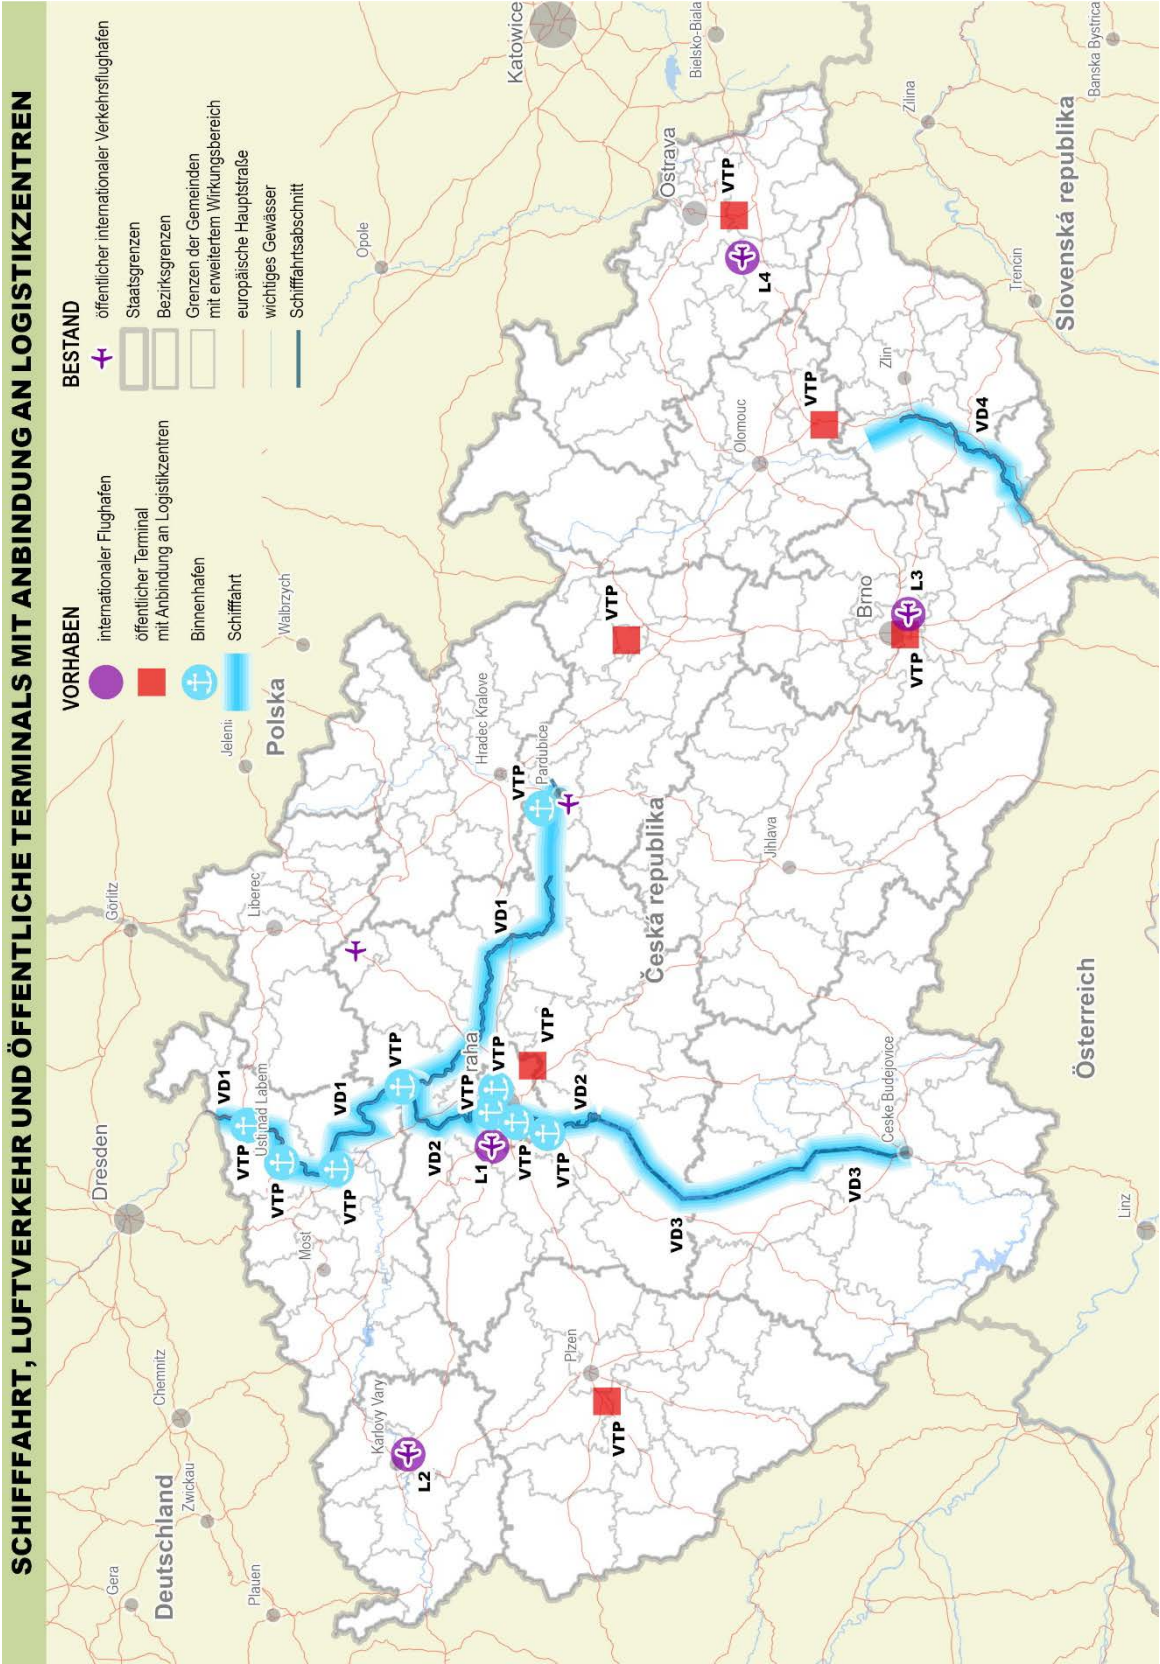 SCHIFFFAHRT, LUFTVERKEHR UND ÖFFENTLICHE TERMINALS MIT ANBINDUNG AN LOGISTIKZENTREN
VORHABEN
internationaler Flughafen
öffentlicher Terminal
mit Anbindung an Logistikzentren
Binnenhafen
Schifffahrt
BESTAND
öffentlicher internationaler Verkehrsflughafen
Staatsgrenzen
Bezirksgrenzen
Grenzen der Gemeinden
mit erweitertem Wirkungsbereich
europäische Hauptstraße
wichtiges Gewässer
Schifffahrtsabschnitt
Gera
Deutschland
Zwickau
Plauen
Chemnitz
Dresden
Görlitz
Jeleni
Polska
Walbrzych
Opole
Katowice
Bielsko-Biala
Liberec
VD1
VTP
Usti nad Labem
VTP
VTP
VD1
VTP
Most
Karlovy Vary
L2
VD2
L1
VTP
raha
VTP
VTP
VTP
VTP
VD2
VD1
Hradec Kralove
VTP
Pardubice
Plzen
VTP
VTP
VD3
VD3
Ceske Budejovice
Česká republika
Jihlava
Brno
L3
VTP
Olomouc
VTP
Ostrava
VTP
L4
Zlin
VD4
Zilina
Banska Bystrica
Trencin
Slovenská republika
Österreich
Linz